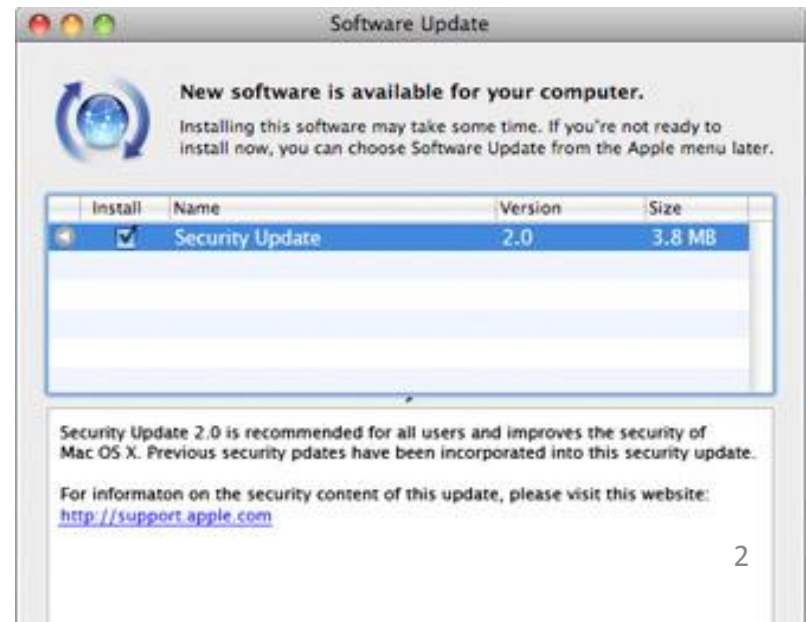 Software Update
New software is available for your computer.
Installing this software may take some time. If you're not ready to
install now, you can choose Software Update from the Apple menu later.
Install Name Version Size
Security Update 2.0 3.8 MB
Security Update 2.0 is recommended for all users and improves the security of
Mac OS X. Previous security pdates have been incorporated into this security update.
For informaton on the security content of this update, please visit this website:
http://support.apple.com
2